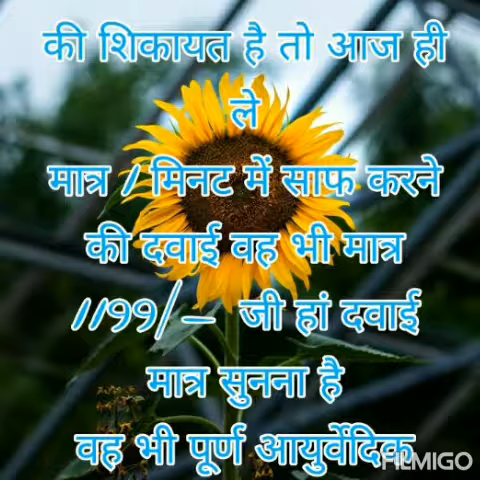 की शिकायत है तो आज ही
ले
मात्र 1 मिनट में साफ करने
की दवाई वह भी मात्र
1199/- जी हां दवाई
मात्र सुनना है
वह भी पूर्ण आयुर्वेदिक
FILMIGO